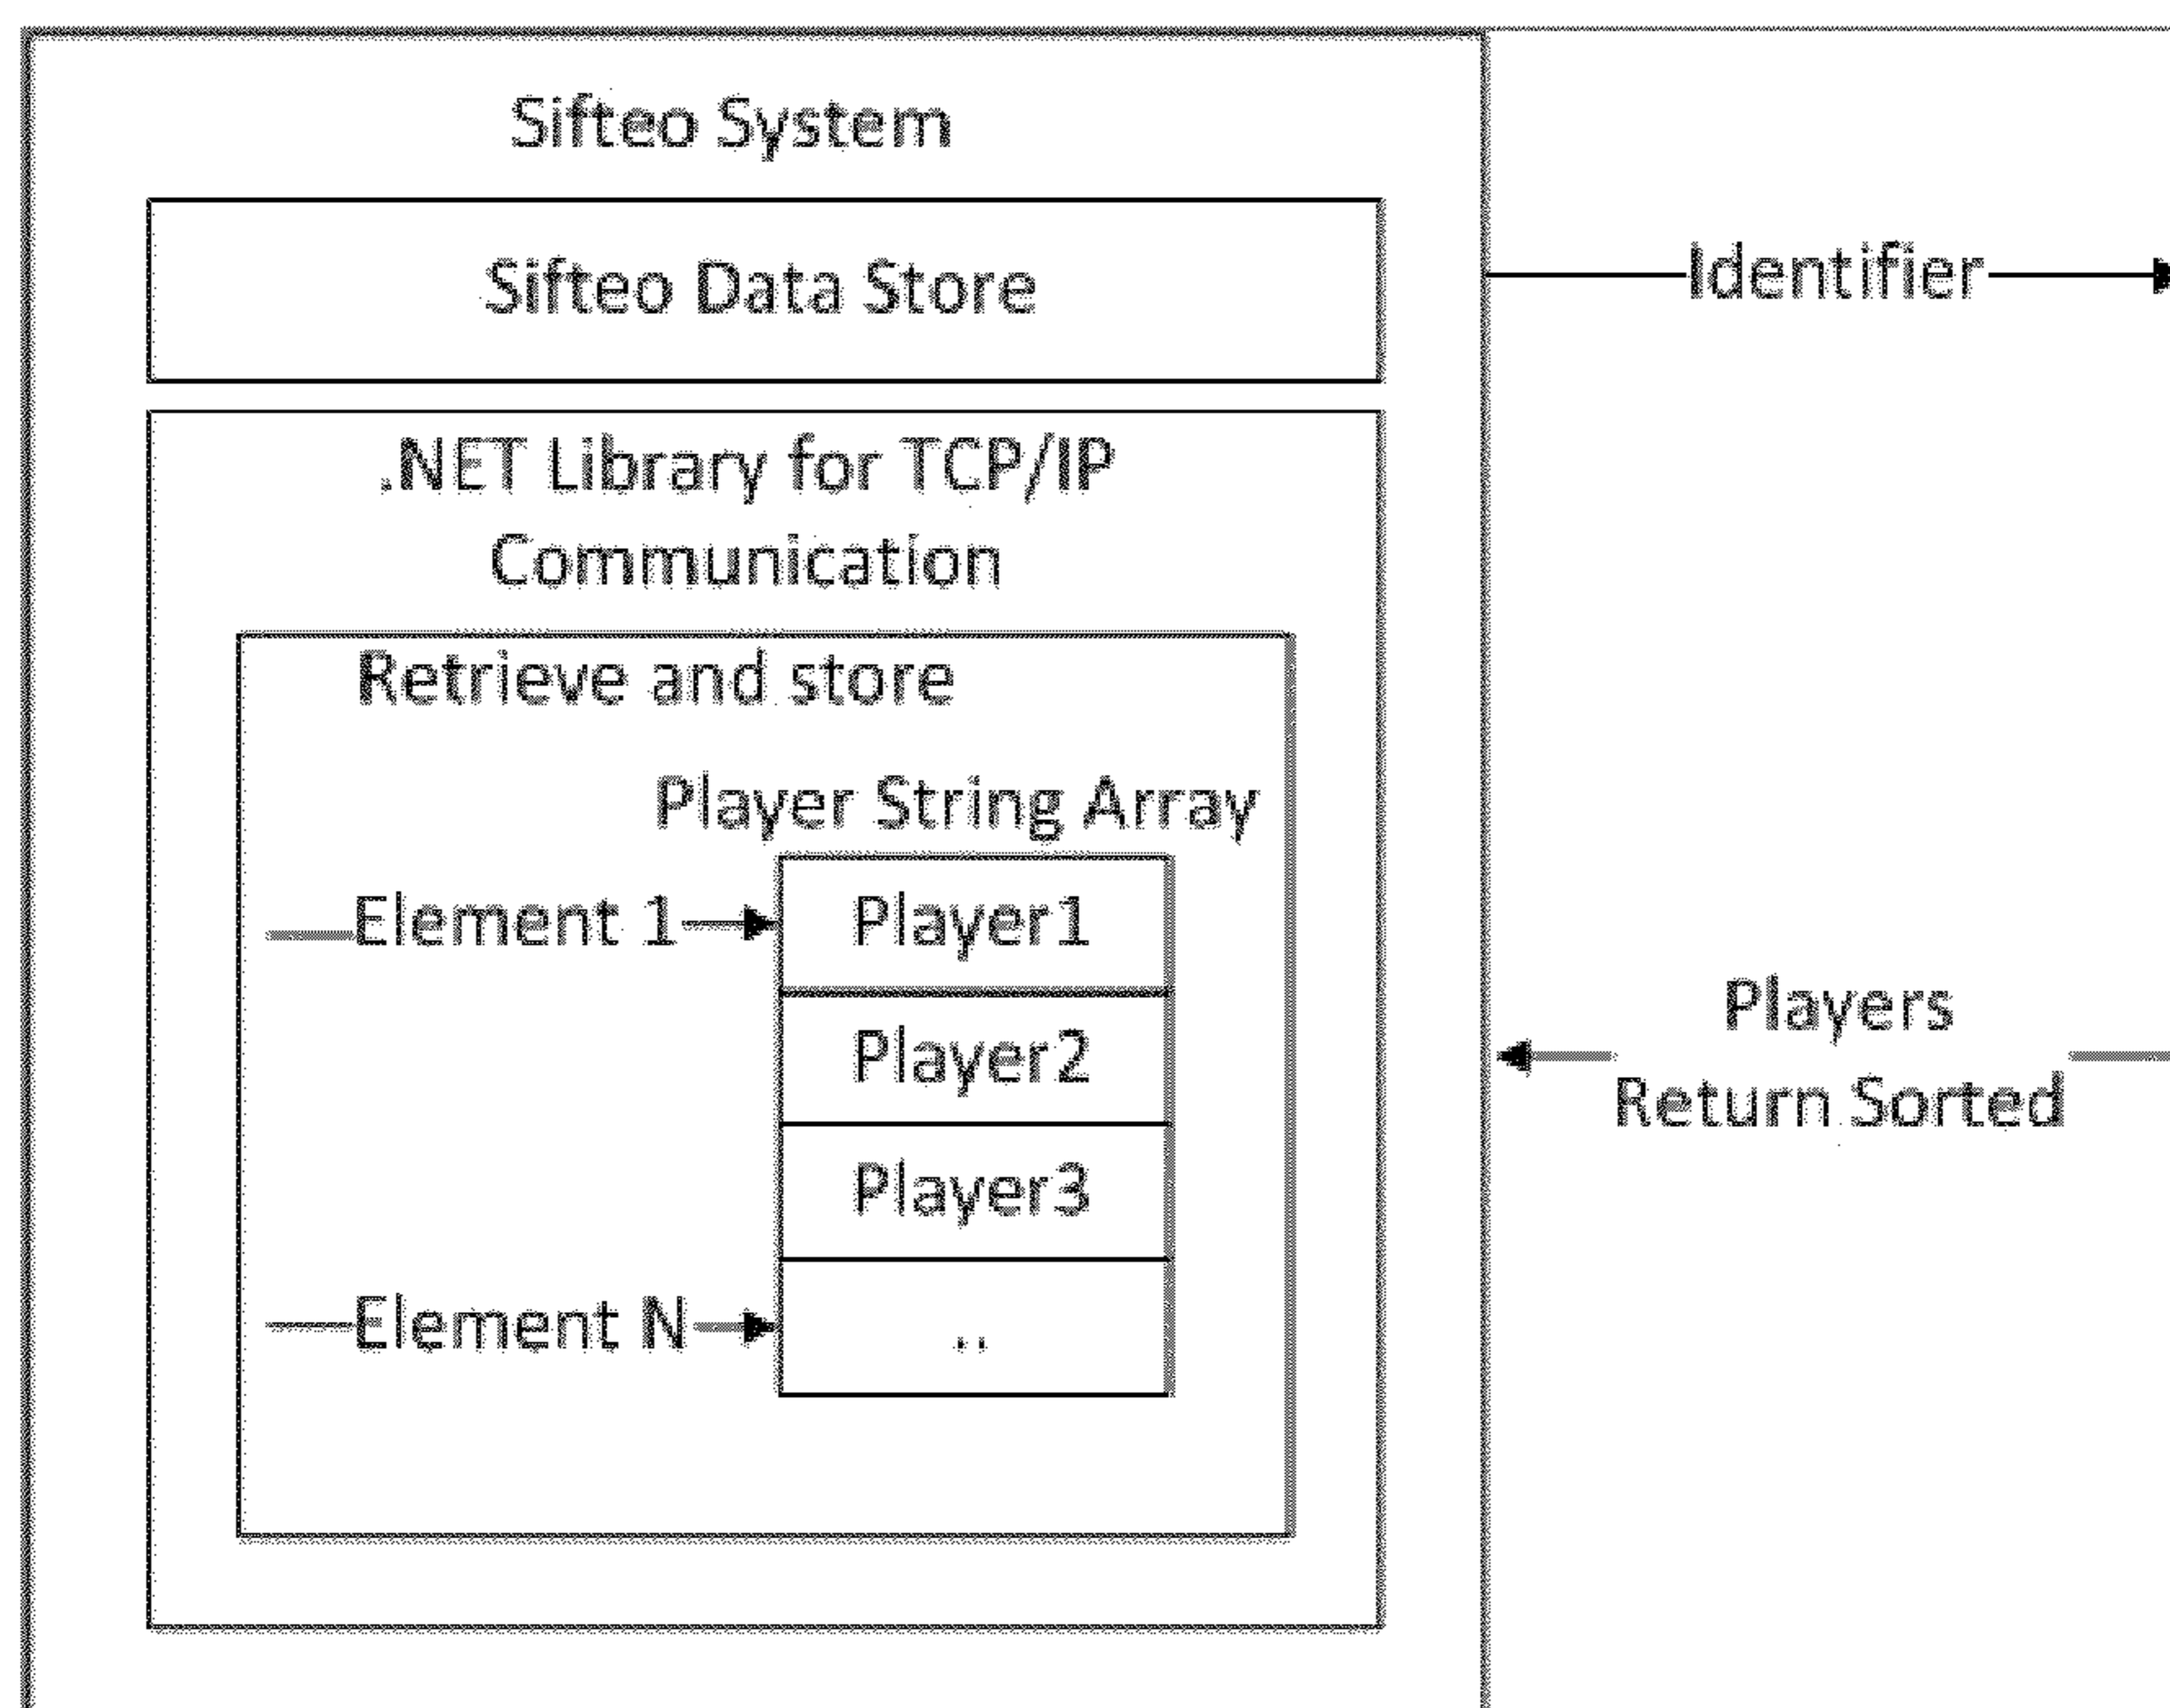 Sifteo System
Sifteo Data Store
Identifier
.NET Library for TCP/IP
Communication
Retrieve and store
Player String Array
Element 1
Player1
Player2
Player3
Element N
..
Players
Return Sorted